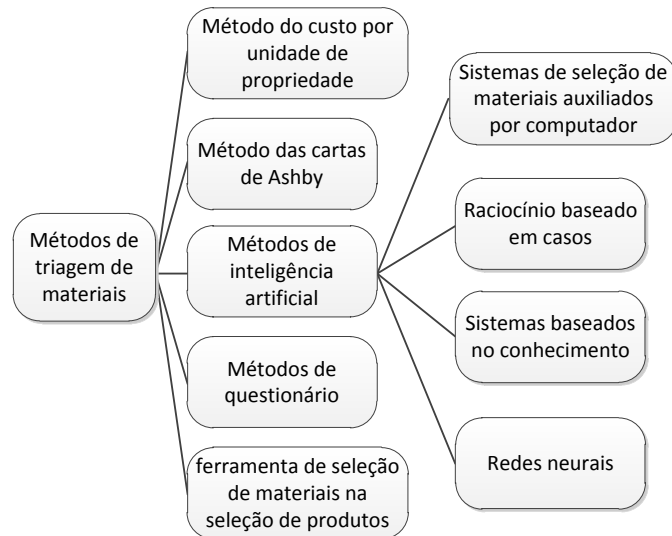 Métodos de
triagem de
materiais
Método do custo por
unidade de
propriedade
Método das cartas
de Ashby
Métodos de
inteligência
artificial
Métodos de
questionário
ferramenta de seleção
de materiais na
seleção de produtos
Sistemas de seleção de
materiais auxiliados
por computador
Raciocínio baseado
em casos
Sistemas baseados
no conhecimento
Redes neurais